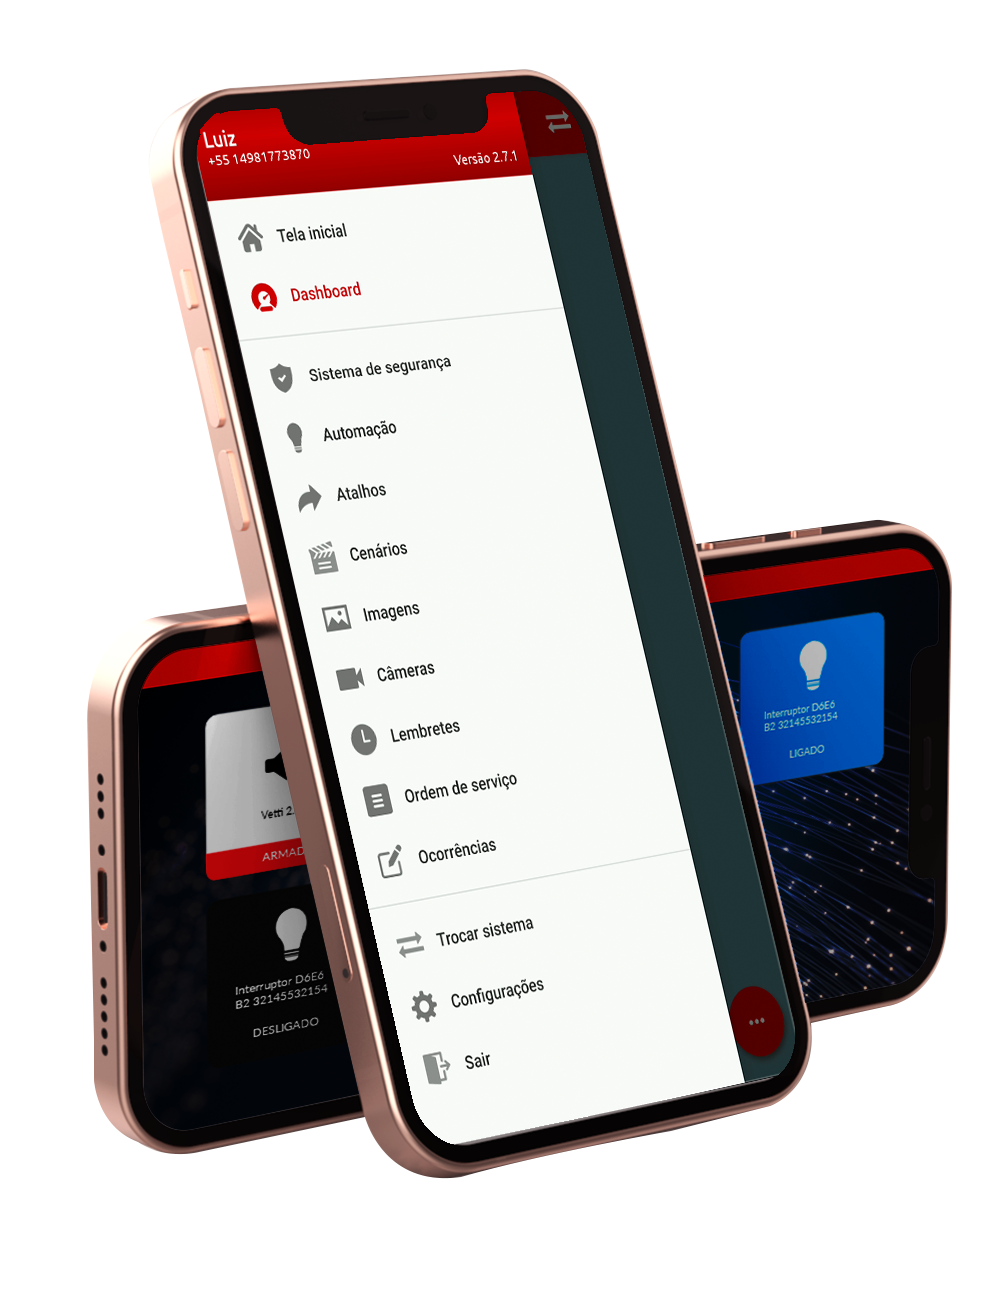 Luiz
+55 14981773870
Versão 2.7.1
Tela inicial
Dashboard
Sistema de segurança
Automação
Atalhos
Cenários
Imagens
Câmeras
Lembretes
Ordem de serviço
Ocorrências
Trocar sistema
Configurações
Sair
Vetti 2.
ARMAD
Interruptor D6E6
B2 32145532154
DESLIGADO
Interruptor D6E6
B2 32145532154
LIGADO